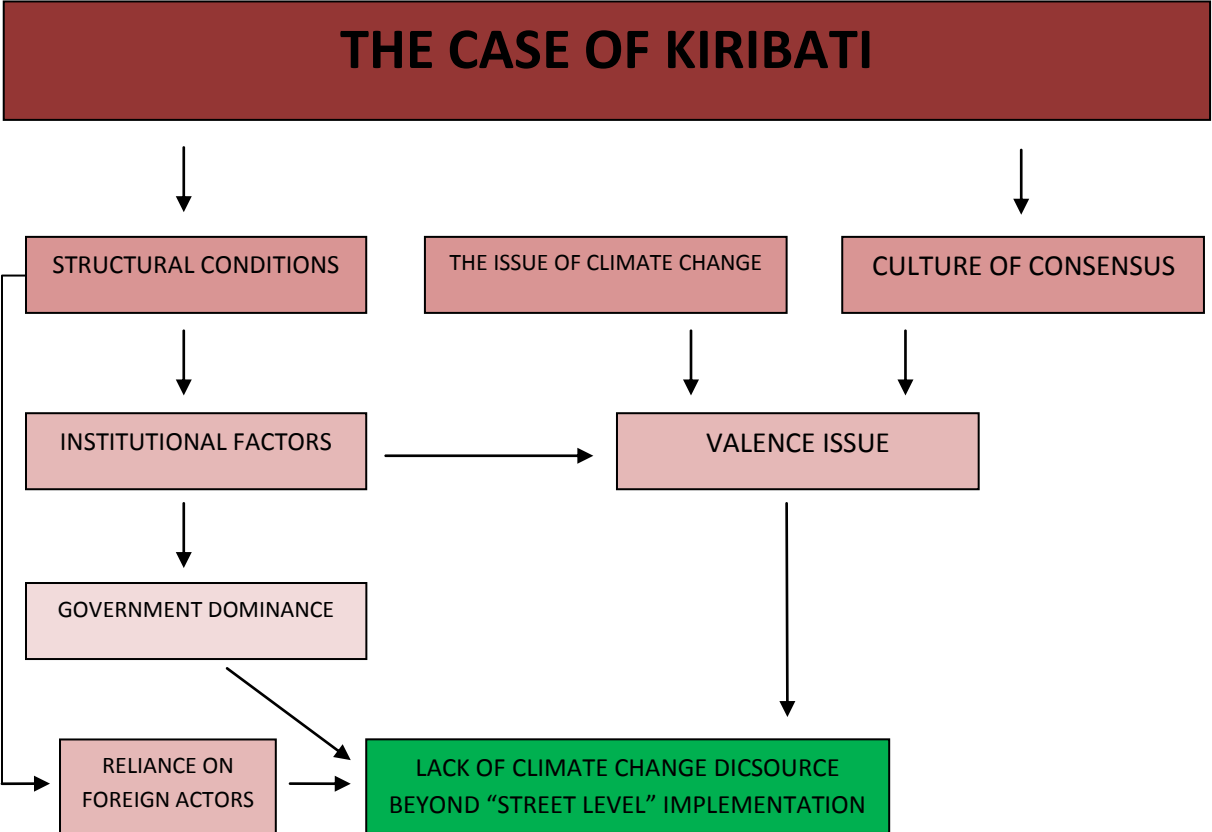 THE CASE OF KIRIBATI
STRUCTURAL CONDITIONS
THE ISSUE OF CLIMATE CHANGE
CULTURE OF CONSENSUS
INSTITUTIONAL FACTORS
VALENCE ISSUE
GOVERNMENT DOMINANCE
RELIANCE ON
FOREIGN ACTORS
LACK OF CLIMATE CHANGE DICSOURCE
BEYOND “STREET LEVEL” IMPLEMENTATION